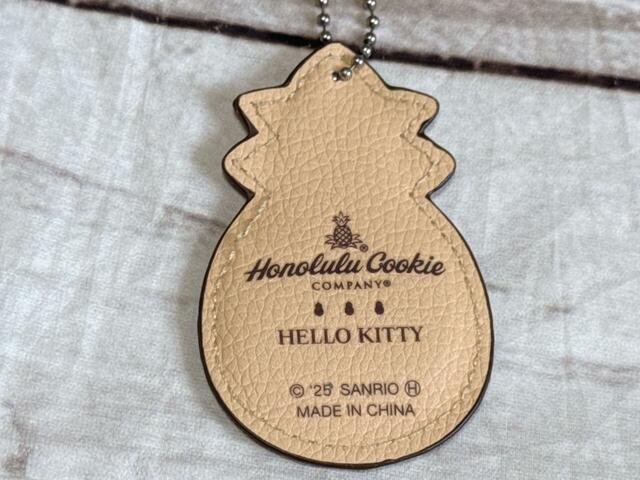 ®
Honolulu Cookie
COMPANY®
HELLO KITTY
© '25 SANRIO Ⓗ
MADE IN CHINA